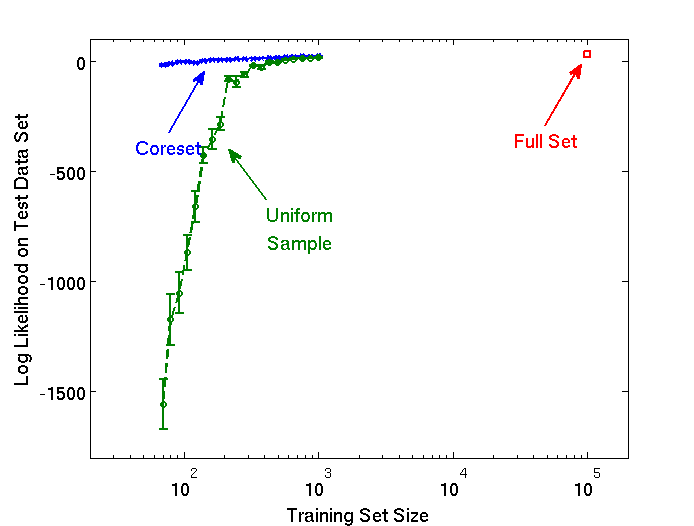 0
-500
-1000
-1500
Log Likelihood on Test Data Set
Coreset
Uniform
Sample
Full Set
10^2
10^3
10^4
10^5
Training Set Size